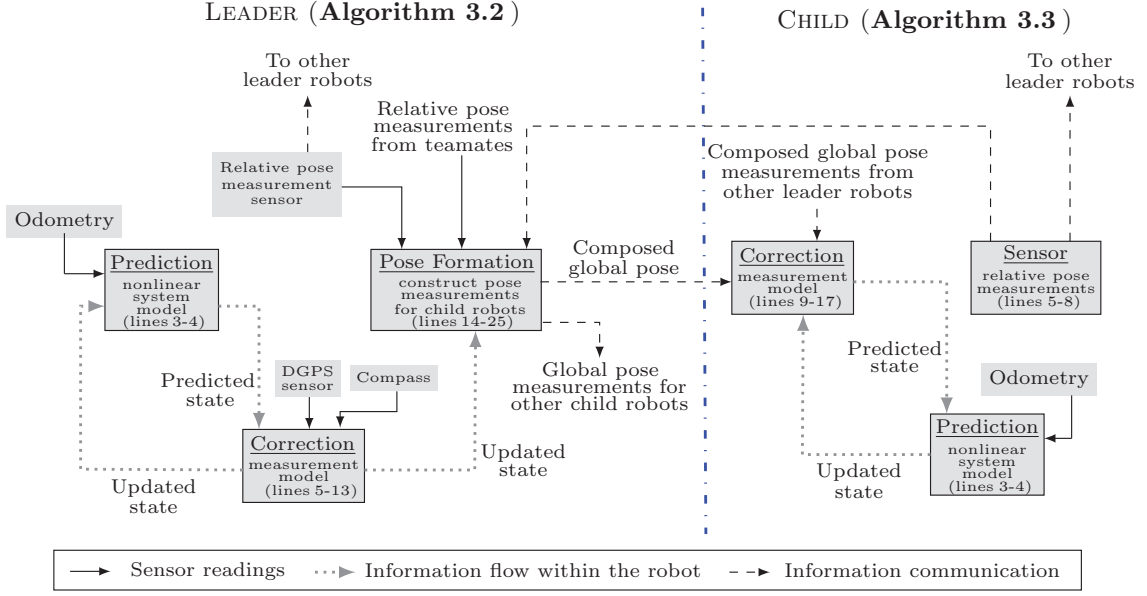 LEADER (Algorithm 3.2)
CHILD (Algorithm 3.3)
To other
leader robots
Relative pose
measurements
from teammates
Relative pose
measurement
sensor
Odometry
Prediction
nonlinear
system
model
(lines 3-4)
Pose Formation
construct pose
measurements
for child robots
(lines 14-25)
Composed
global pose
Global pose
measurements for
other child robots
Predicted
state
DGPS
sensor
Compass
Correction
measurement
model
(lines 5-13)
Updated
state
Updated
state
To other
leader robots
Composed global pose
measurements from
other leader robots
Correction
measurement
model
(lines 9-17)
Sensor
relative pose
measurements
(lines 5-8)
Predicted
state
Odometry
Prediction
nonlinear
system
model
(lines 3-4)
Updated
state
Sensor readings
Information flow within the robot
Information communication